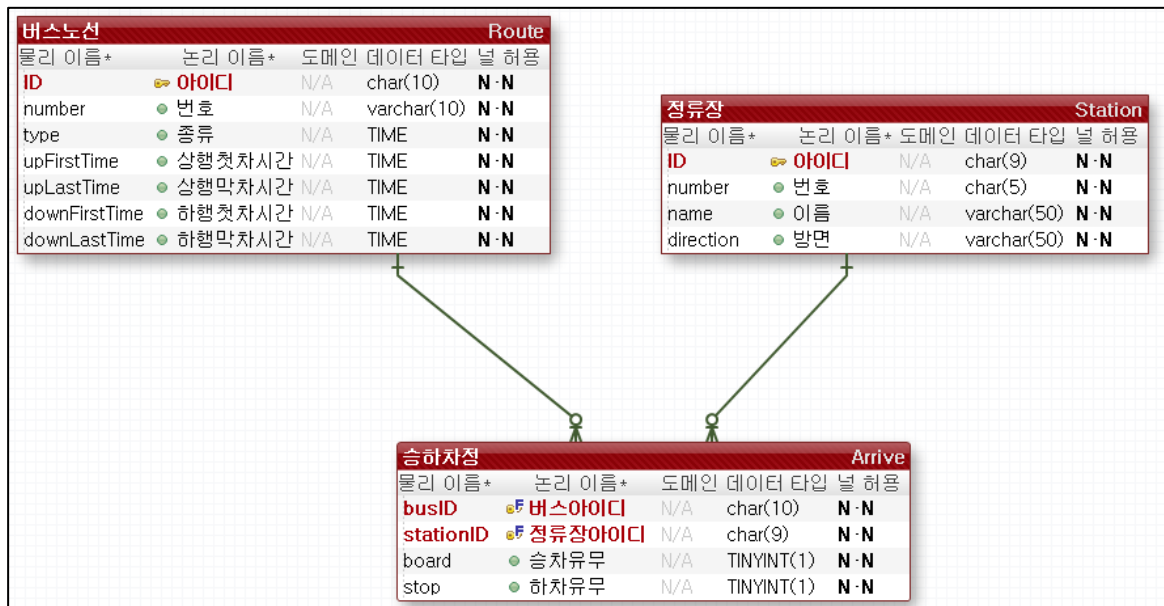 버스노선 Route
물리 이름* 논리 이름* 도메인 데이터 타입 널 허용
ID 아이디 N/A char(10) N·N
number 번호 N/A varchar(10) N·N
type 종류 N/A TIME N·N
upFirstTime 상행첫차시간 N/A TIME N·N
upLastTime 상행막차시간 N/A TIME N·N
downFirstTime 하행첫차시간 N/A TIME N·N
downLastTime 하행막차시간 N/A TIME N·N
정류장 Station
물리 이름* 논리 이름* 도메인 데이터 타입 널 허용
ID 아이디 N/A char(9) N·N
number 번호 N/A char(5) N·N
name 이름 N/A varchar(50) N·N
direction 방면 N/A varchar(50) N·N
승하차정 Arrive
물리 이름* 논리 이름* 도메인 데이터 타입 널 허용
busID 버스아이디 N/A char(10) N·N
stationID 정류장아이디 N/A char(9) N·N
board 승차유무 N/A TINYINT(1) N·N
stop 하차유무 N/A TINYINT(1) N·N